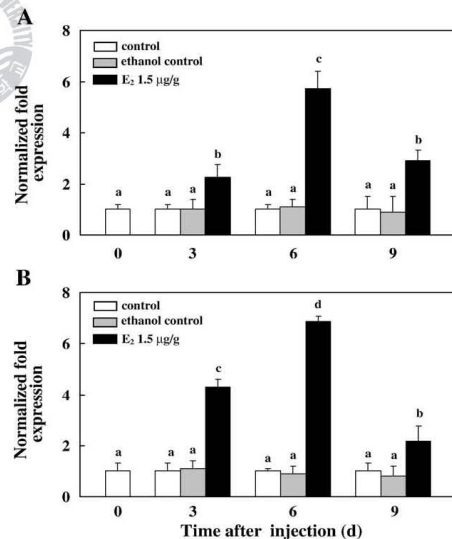 A
8
6
4
2
0
Normalized fold
expression
control
ethanol control
E₂ 1.5 μg/g
a
a
a
b
a
a
c
a
a
b
0
3
6
9
B
8
6
4
2
0
Normalized fold
expression
control
ethanol control
E₂ 1.5 μg/g
a
a
a
c
a
a
d
a
a
b
0
3
6
9
Time after injection (d)